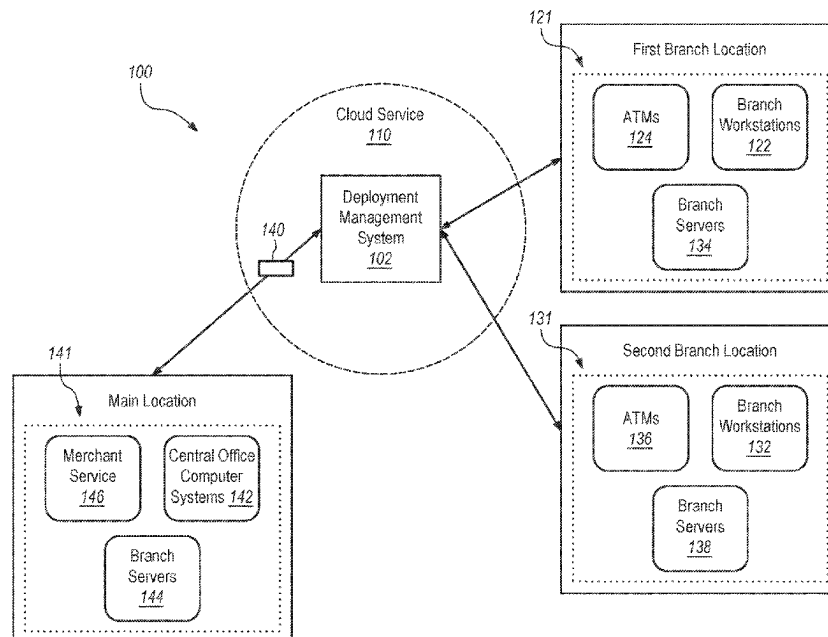 100
Cloud Service
110
Deployment
Management
System
102
140
121
First Branch Location
ATMs
124
Branch
Workstations
122
Branch
Servers
134
131
Second Branch Location
ATMs
136
Branch
Workstations
132
Branch
Servers
138
141
Main Location
Merchant
Service
146
Central Office
Computer
Systems 142
Branch
Servers
144